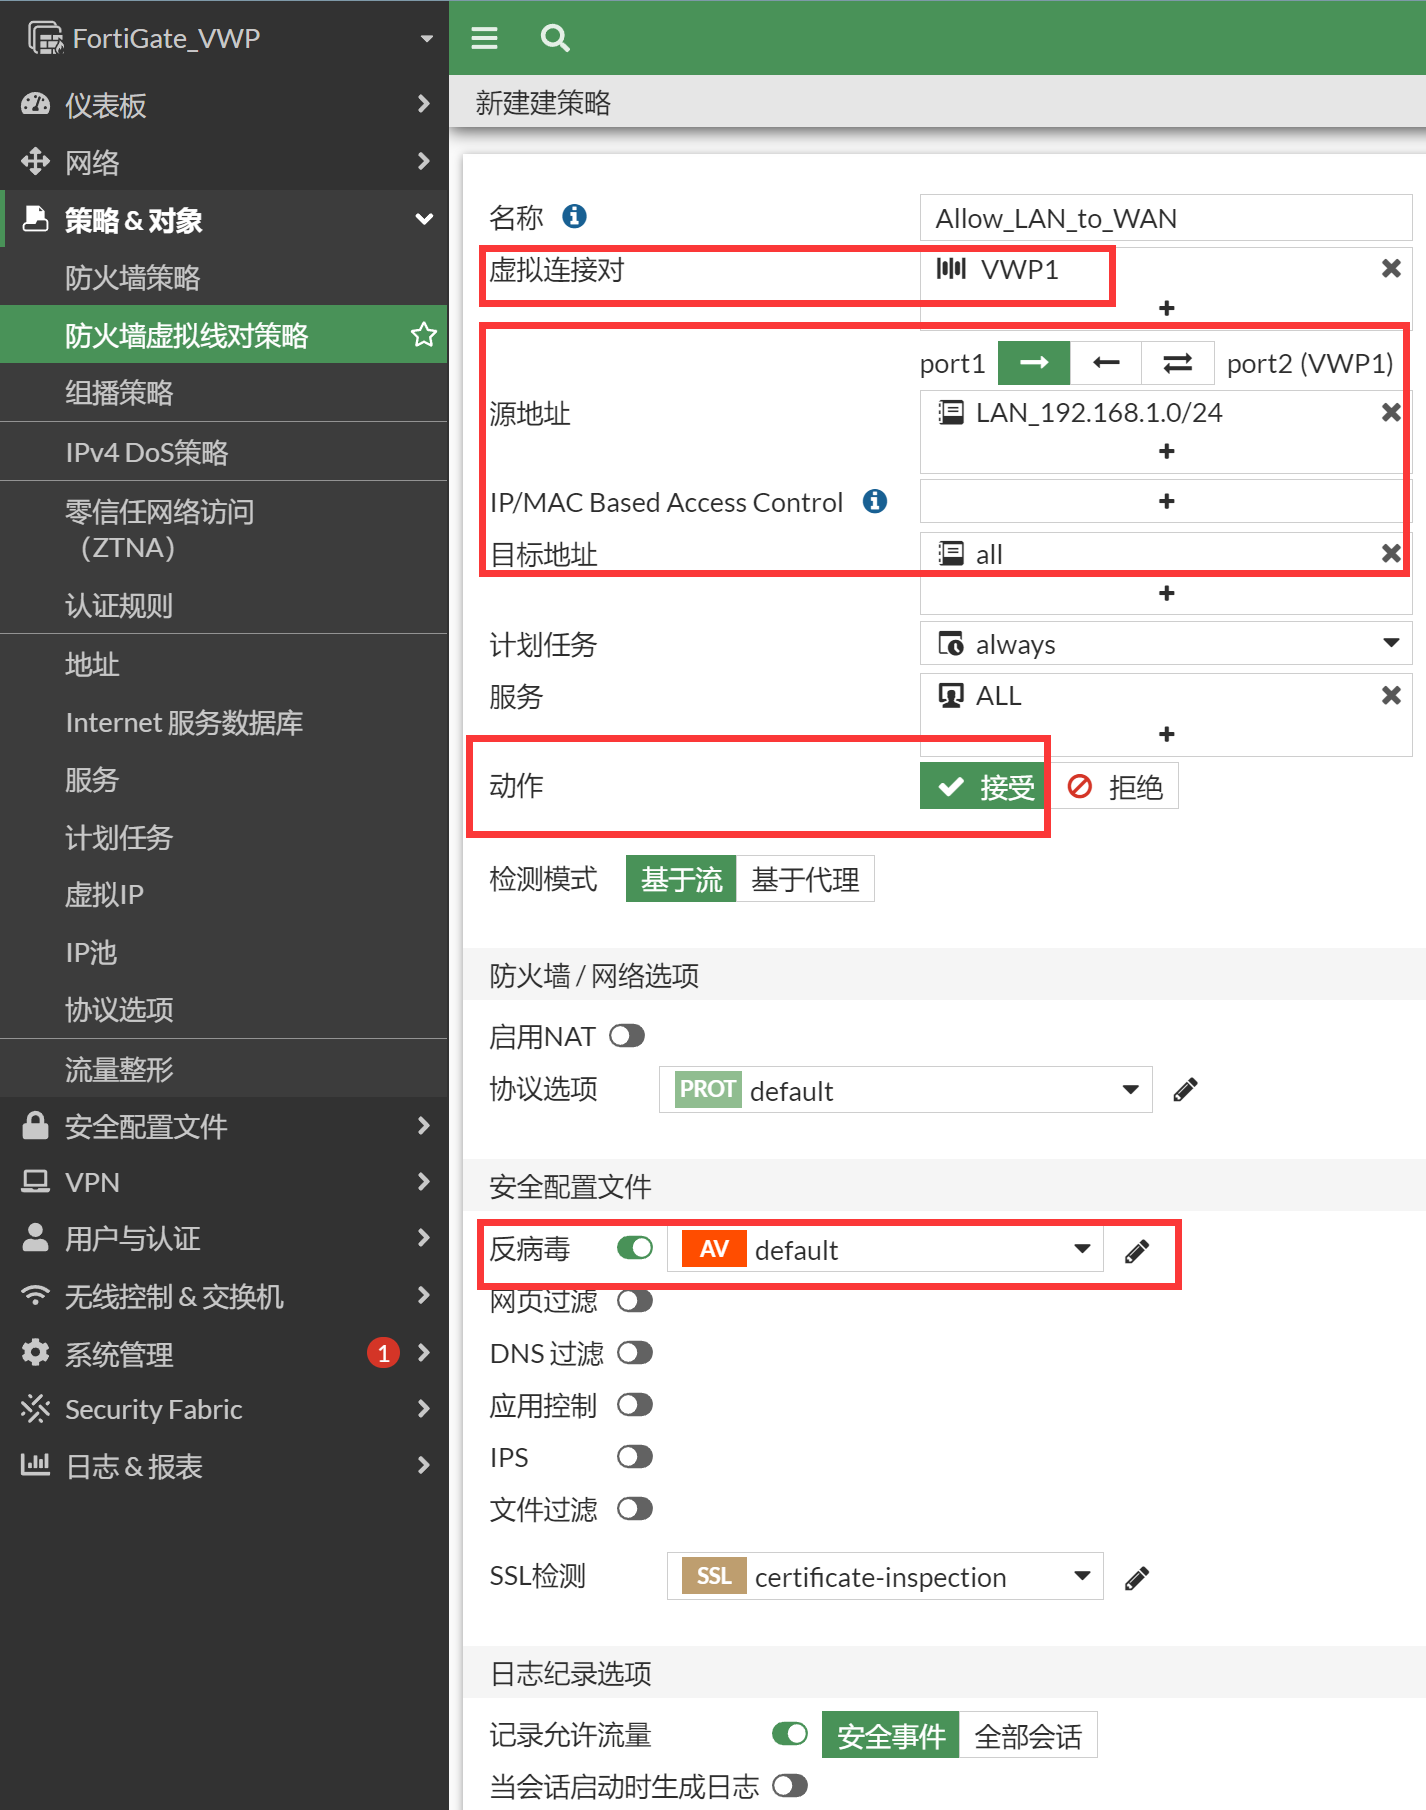 FortiGate_VWP
仪表板
网络
策略 & 对象
防火墙策略
防火墙虚拟线对策略
组播策略
IPv4 DoS策略
零信任网络访问
（ZTNA）
认证规则
地址
Internet 服务数据库
服务
计划任务
虚拟IP
IP池
协议选项
流量整形
安全配置文件
VPN
用户与认证
无线控制 & 交换机
系统管理 1
Security Fabric
日志 & 报表
新建建策略
名称 Allow_LAN_to_WAN
虚拟连接对 VWP1
port1 port2 (VWP1)
源地址 LAN_192.168.1.0/24
IP/MAC Based Access Control
目标地址 all
计划任务 always
服务 ALL
动作 接受 拒绝
检测模式 基于流 基于代理
防火墙 / 网络选项
启用NAT
协议选项 PROT default
安全配置文件
反病毒 AV default
网页过滤
DNS 过滤
应用控制
IPS
文件过滤
SSL检测 SSL certificate-inspection
日志纪录选项
记录允许流量 安全事件 全部会话
当会话启动时生成日志